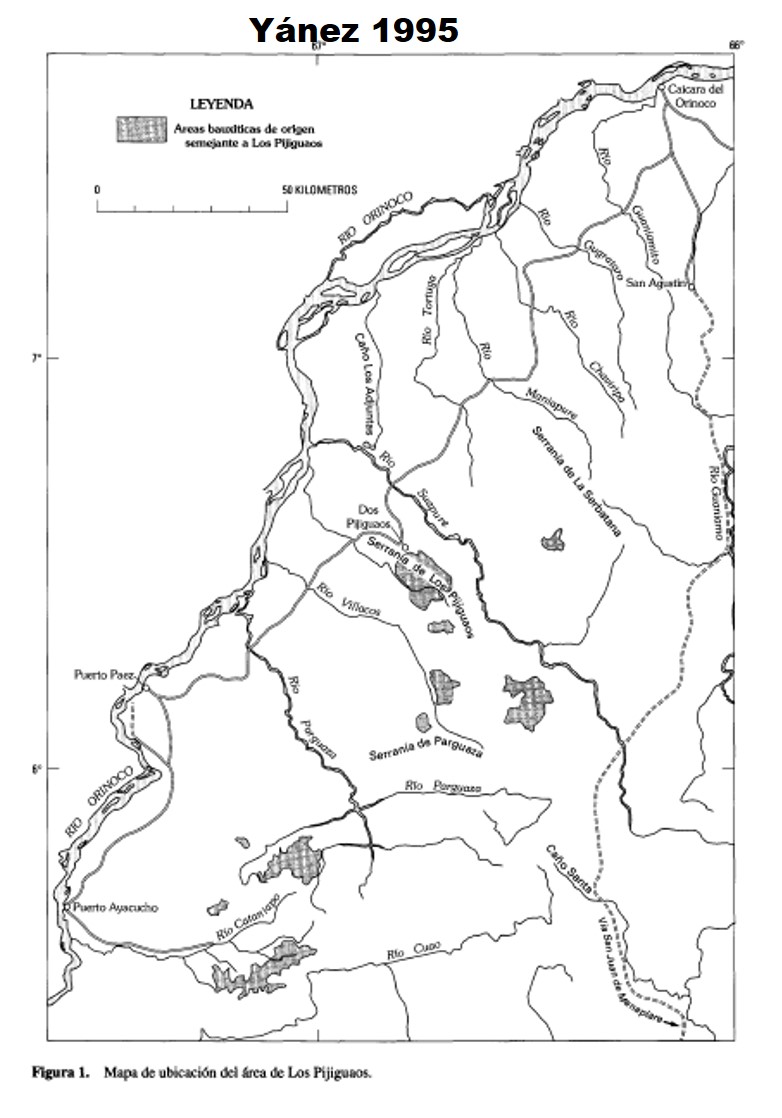 Yánez 1995
67°
66°
LEYENDA
Areas bauxíticas de origen
semejante a Los Pijiguaos
0
50 KILOMETROS
Caicara del
Orinoco
RIO ORINOCO
Río
Guaniamito
Río
Guarararo
San Agustín
Río Tortuga
Río
Chaviripa
7°
Caño Los Adjuntas
Río
Maniapure
Río
Suapure
Serranía de La Serbatana
Río Guaniamo
Dos
Pijiguaos
Serranía de Los Pijiguaos
Río Villacoa
Puerto Paez
Río
Parguaza
Serranía de Parguaza
6°
RIO ORINOCO
Río Parguaza
Caño Santa
Puerto Ayacucho
Río Cataniapo
Río Cuao
Vía San Juan de Manapiare
Figura 1. Mapa de ubicación del área de Los Pijiguaos.